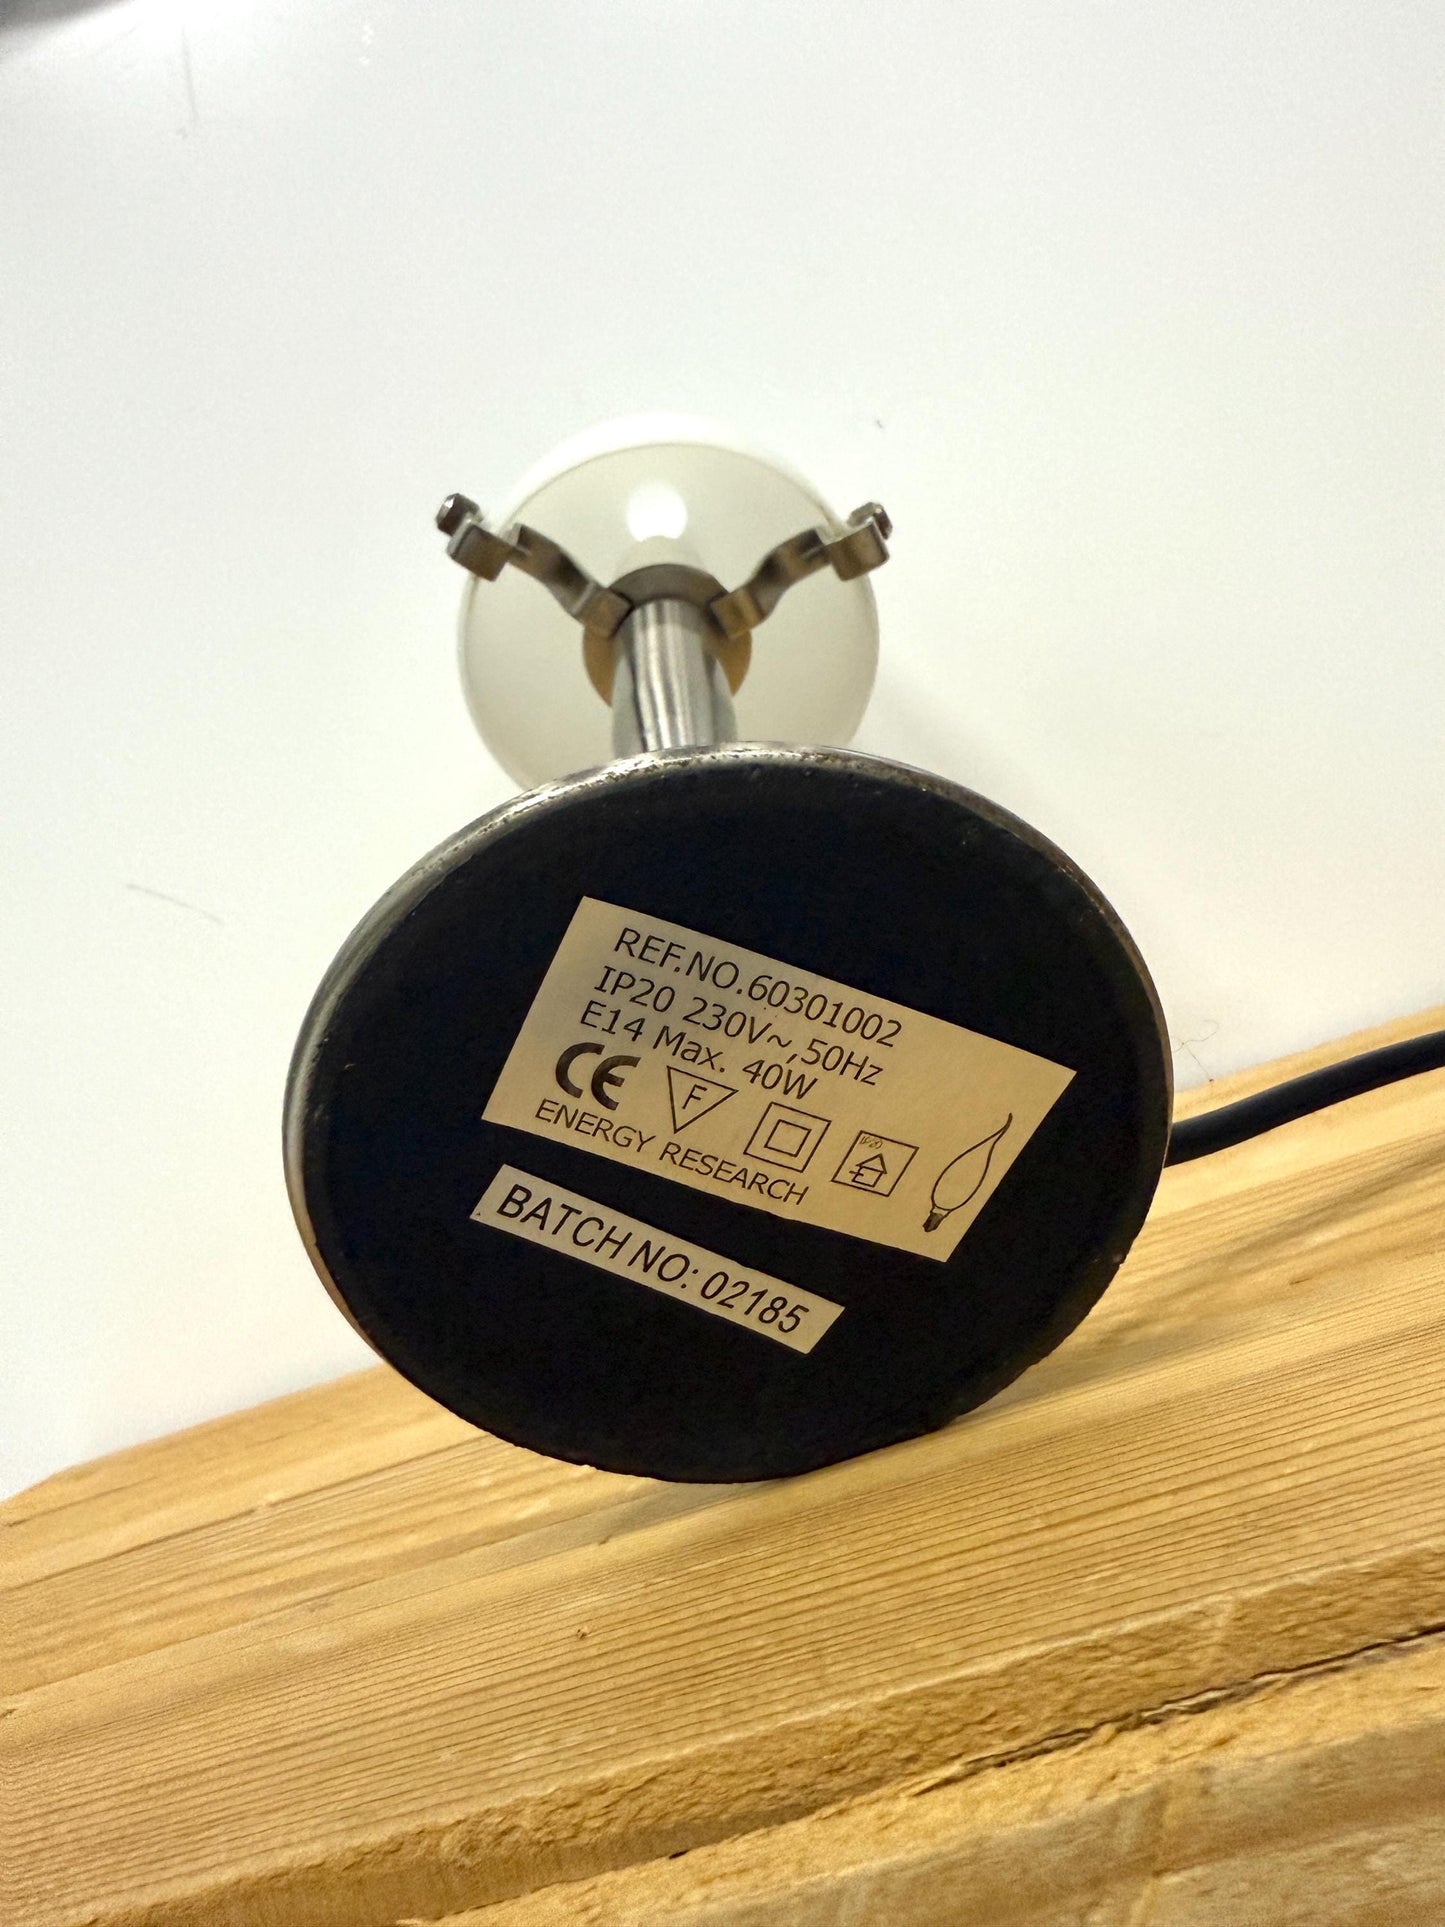 REF.NO.60301002
IP20 230V~,50Hz
E14 Max. 40W
CE F
ENERGY RESEARCH
BATCH NO: 02185